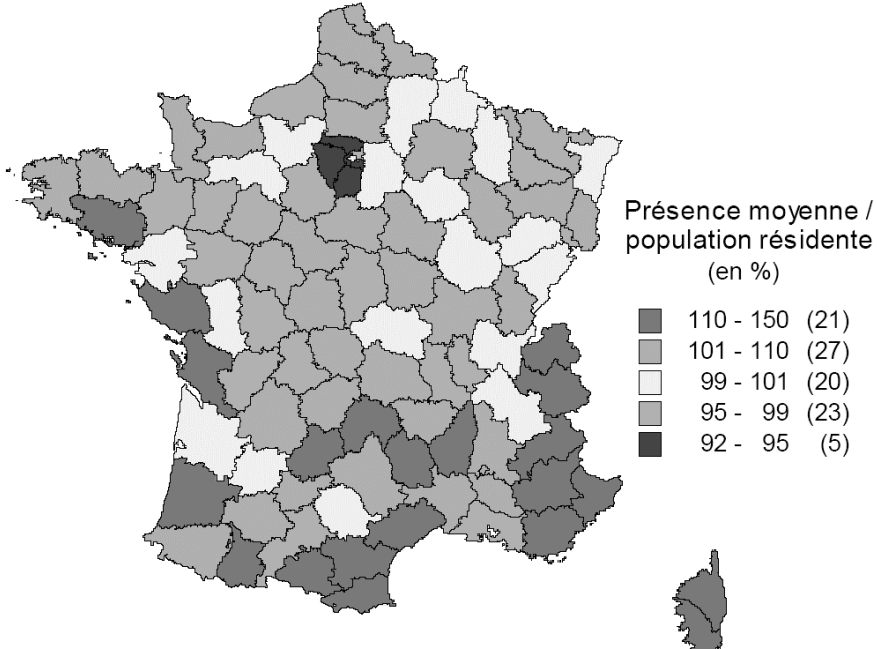 Présence moyenne /
population résidente
(en %)
110 - 150 (21)
101 - 110 (27)
99 - 101 (20)
95 - 99 (23)
92 - 95 (5)